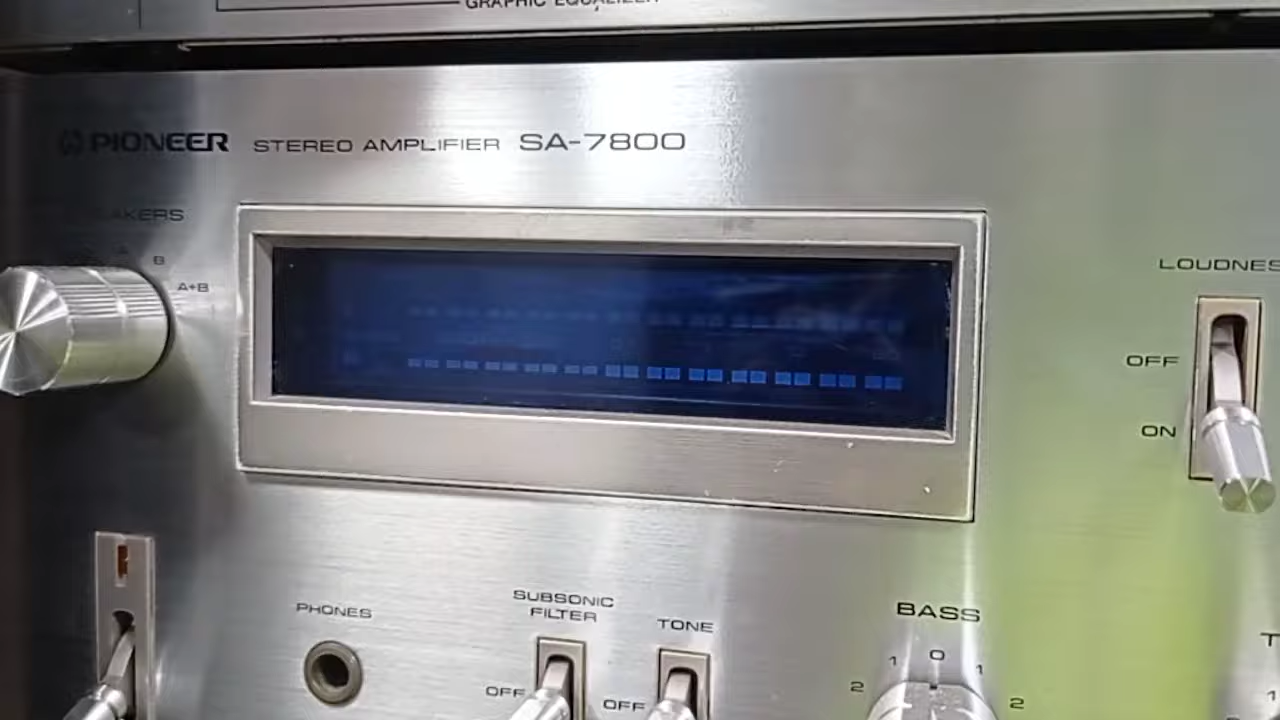 GRAPHIC EQUALIZER
PIONEER STEREO AMPLIFIER SA-7800
SPEAKERS
A
B
A+B
LOUDNES
OFF
ON
PHONES
SUBSONIC
FILTER
OFF
TONE
OFF
BASS
2 1 0 1 2
T
1